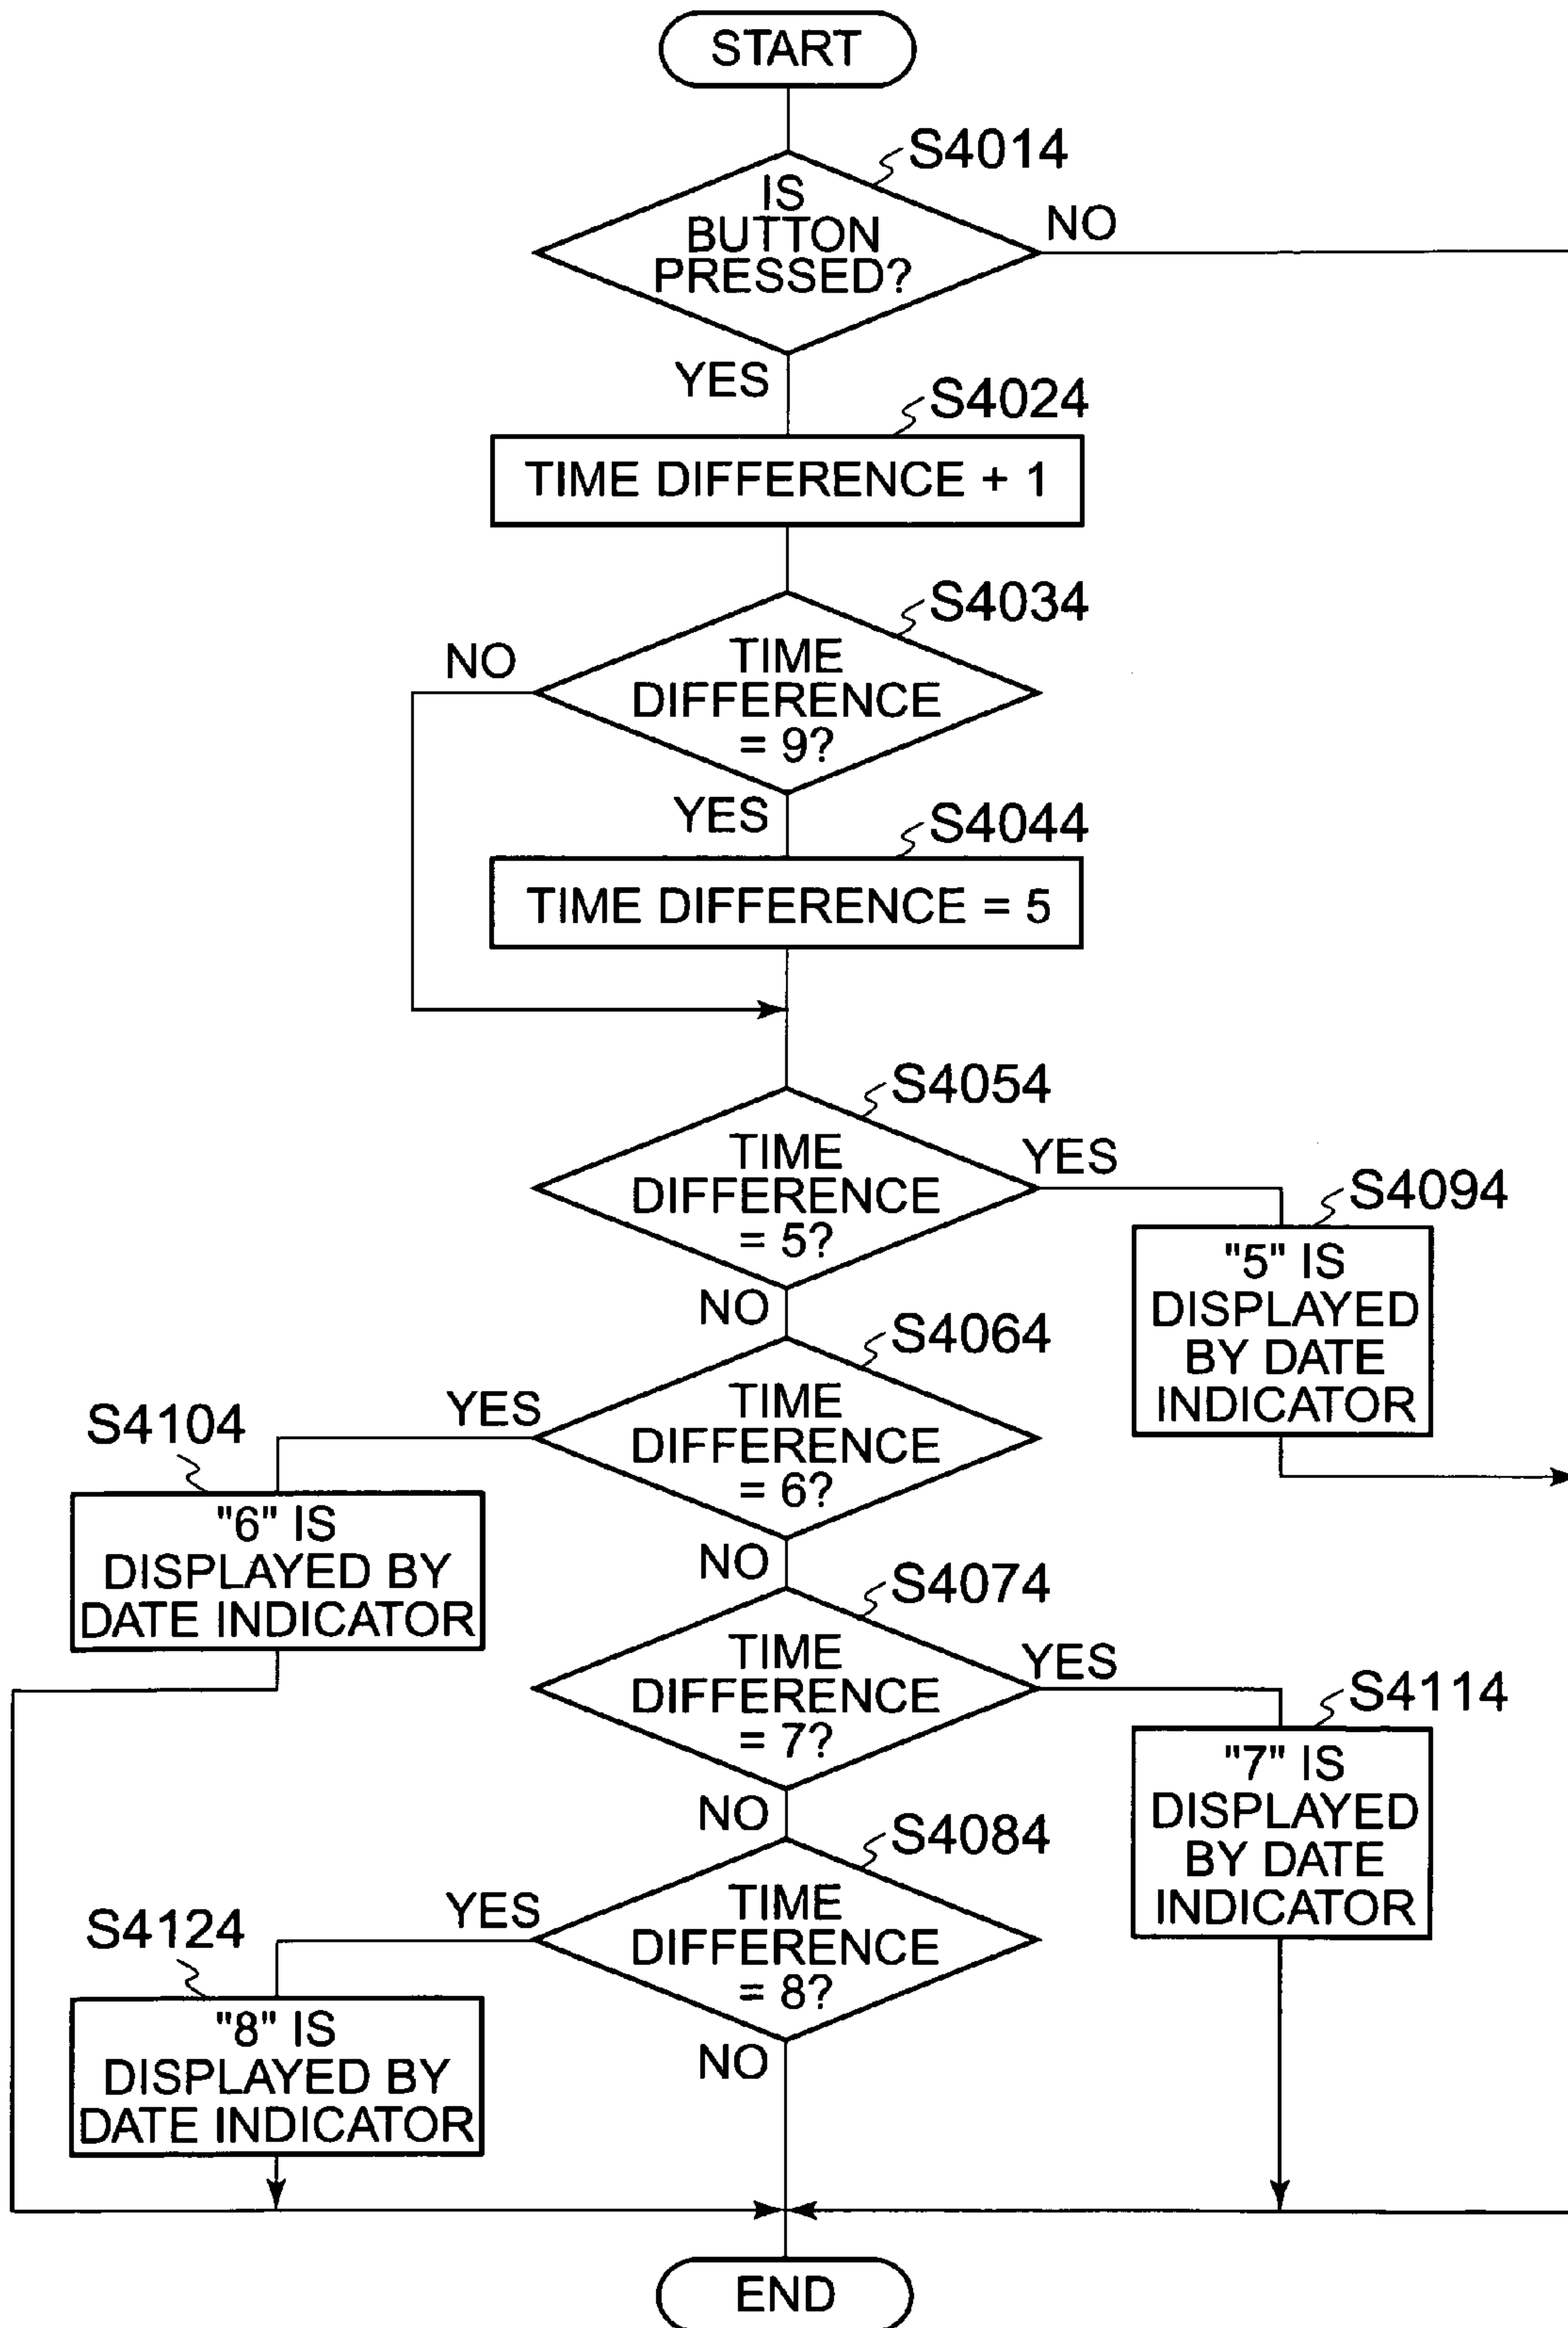 START
S4014
IS
BUTTON
PRESSED?
NO
YES
S4024
TIME DIFFERENCE + 1
S4034
NO
TIME
DIFFERENCE
= 9?
YES
S4044
TIME DIFFERENCE = 5
S4054
TIME
DIFFERENCE
= 5?
YES
S4094
"5" IS
DISPLAYED
BY DATE
INDICATOR
NO
S4064
TIME
DIFFERENCE
= 6?
YES
S4104
"6" IS
DISPLAYED BY
DATE INDICATOR
NO
S4074
TIME
DIFFERENCE
= 7?
YES
S4114
"7" IS
DISPLAYED
BY DATE
INDICATOR
NO
S4084
TIME
DIFFERENCE
= 8?
YES
S4124
"8" IS
DISPLAYED BY
DATE INDICATOR
NO
END